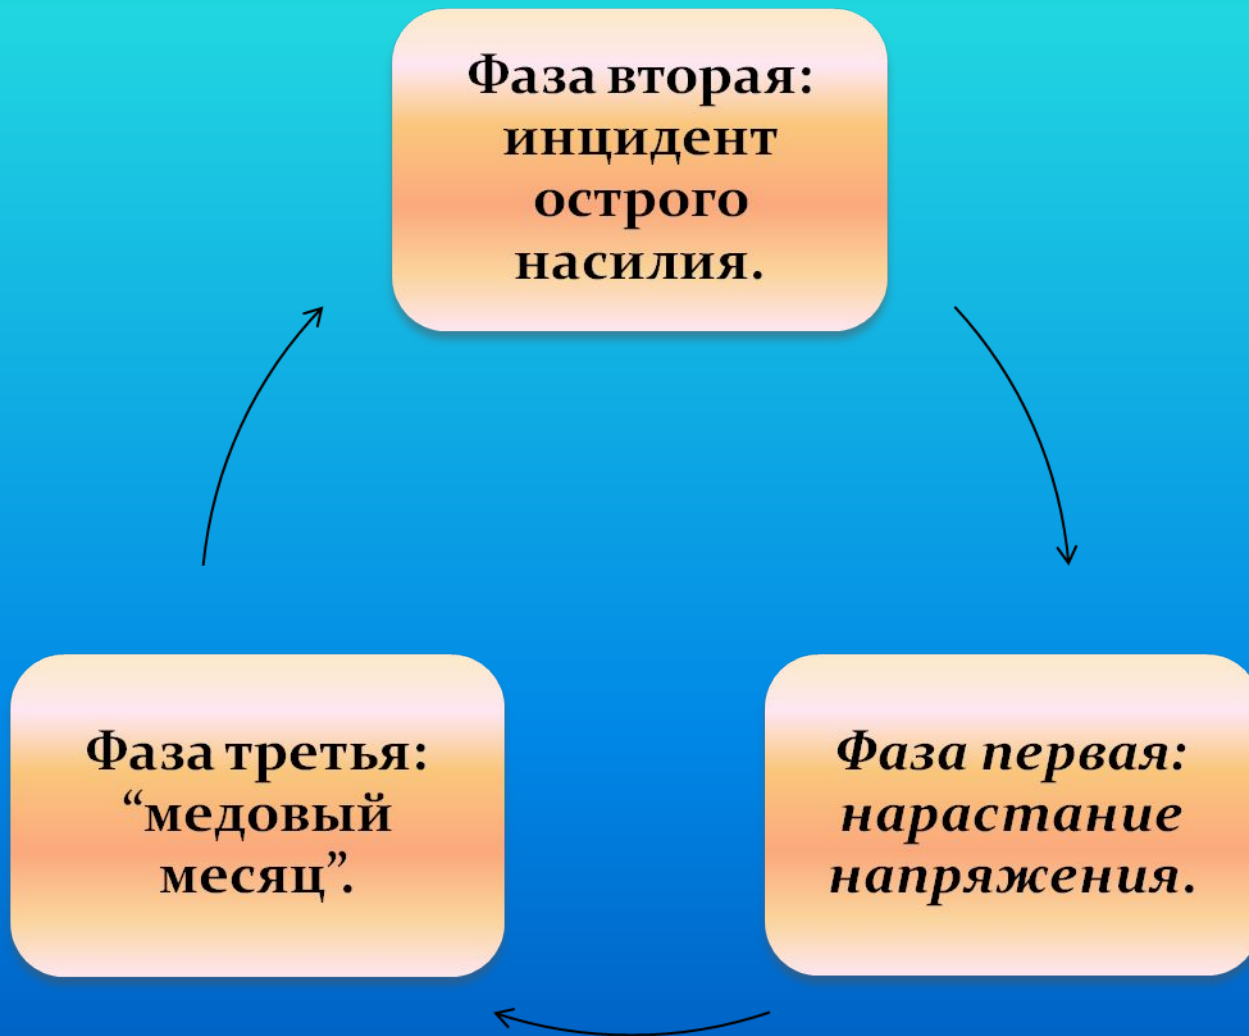 Фаза вторая:
инцидент
острого
насилия.
Фаза третья:
“медовый
месяц”.
Фаза первая:
нарастание
напряжения.